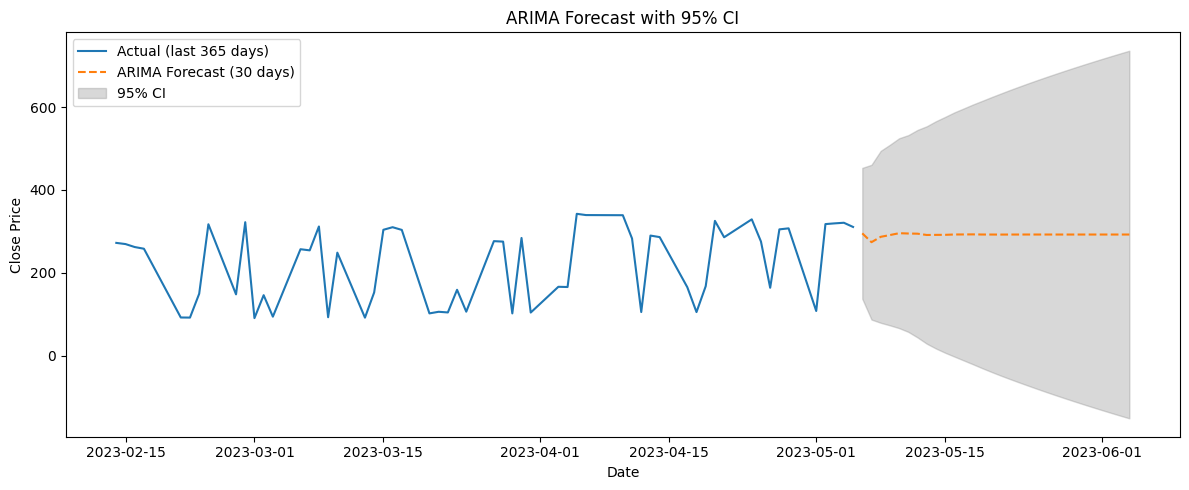 ARIMA Forecast with 95% CI
Actual (last 365 days)
ARIMA Forecast (30 days)
95% CI
Close Price
600
400
200
0
2023-02-15 2023-03-01 2023-03-15 2023-04-01 2023-04-15 2023-05-01 2023-05-15 2023-06-01
Date